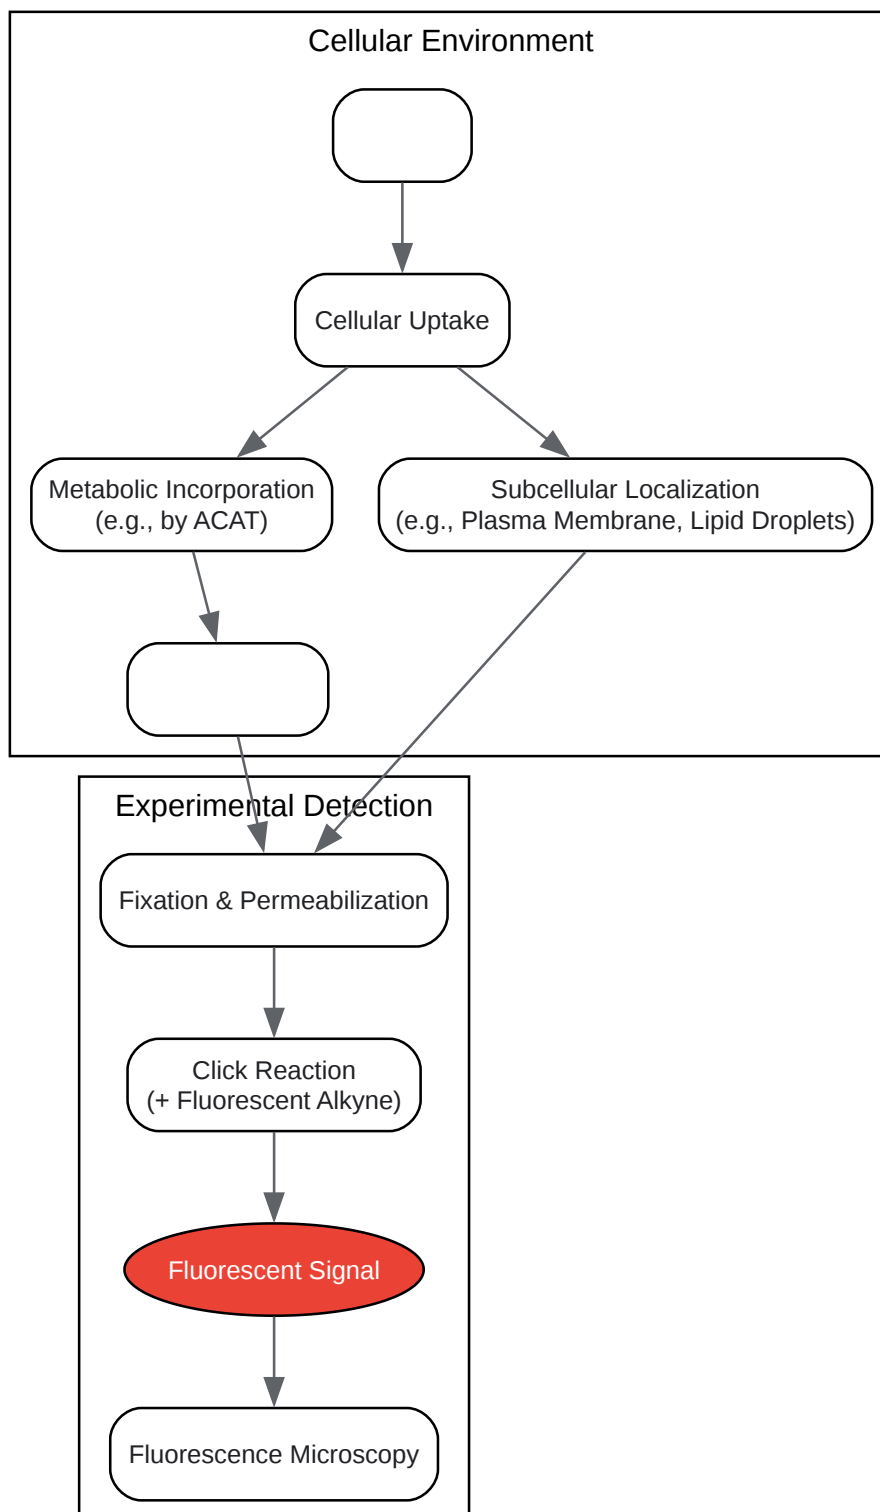 Cellular Environment
Cellular Uptake
Metabolic Incorporation
(e.g., by ACAT)
Subcellular Localization
(e.g., Plasma Membrane, Lipid Droplets)
Experimental Detection
Fixation & Permeabilization
Click Reaction
(+ Fluorescent Alkyne)
Fluorescent Signal
Fluorescence Microscopy